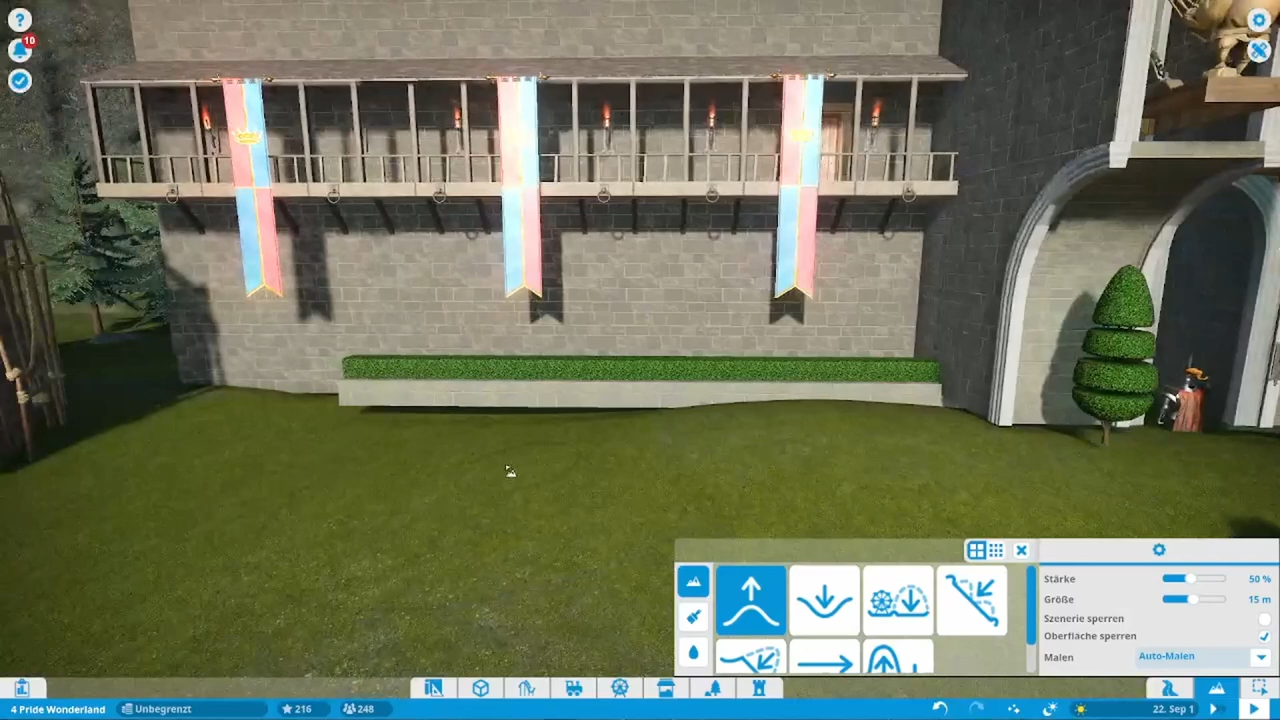 ?
10
Stärke 50 %
Größe 15 m
Szenerie sperren
Oberfläche sperren
Malen Auto-Malen
4 Pride Wonderland Unbegrenzt 216 248 22. Sep 1